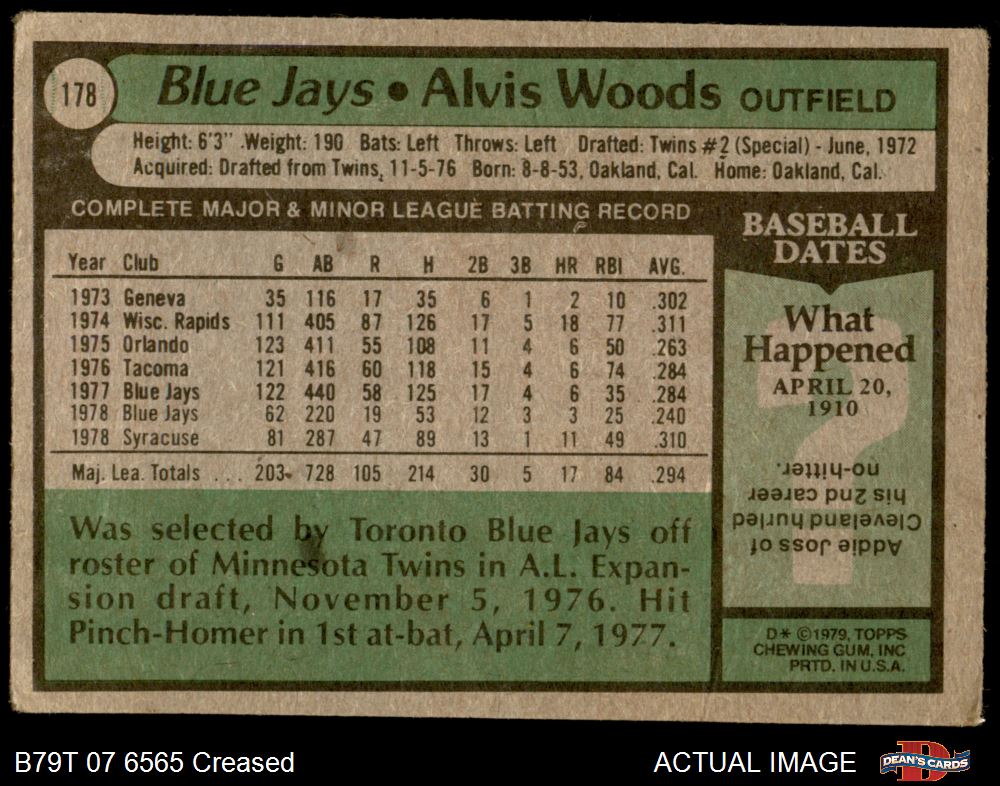 178
Blue Jays • Alvis Woods OUTFIELD
Height: 6'3" Weight: 190 Bats: Left Throws: Left Drafted: Twins #2 (Special) - June, 1972
Acquired: Drafted from Twins, 11-5-76 Born: 8-8-53, Oakland, Cal. Home: Oakland, Cal.
COMPLETE MAJOR & MINOR LEAGUE BATTING RECORD
Year Club G AB R H 2B 3B HR RBI AVG.
1973 Geneva 35 116 17 35 6 1 2 10 .302
1974 Wisc. Rapids 111 405 87 126 17 5 18 77 .311
1975 Orlando 123 411 55 108 11 4 6 50 .263
1976 Tacoma 121 416 60 118 15 4 6 74 .284
1977 Blue Jays 122 440 58 125 17 4 6 35 .284
1978 Blue Jays 62 220 19 53 12 3 3 25 .240
1978 Syracuse 81 287 47 89 13 1 11 49 .310
Maj. Lea. Totals ... 203 728 105 214 30 5 17 84 .294
Was selected by Toronto Blue Jays off
roster of Minnesota Twins in A.L. Expan-
sion draft, November 5, 1976. Hit
Pinch-Homer in 1st at-bat, April 7, 1977.
BASEBALL
DATES
What
Happened
APRIL 20,
1910
?
Addie Joss of
Cleveland hurled
his 2nd career
no-hitter.
D* ©1979, TOPPS
CHEWING GUM, INC
PRTD. IN U.S.A.
B79T 07 6565 Creased
ACTUAL IMAGE
D
DEAN'S CARDS